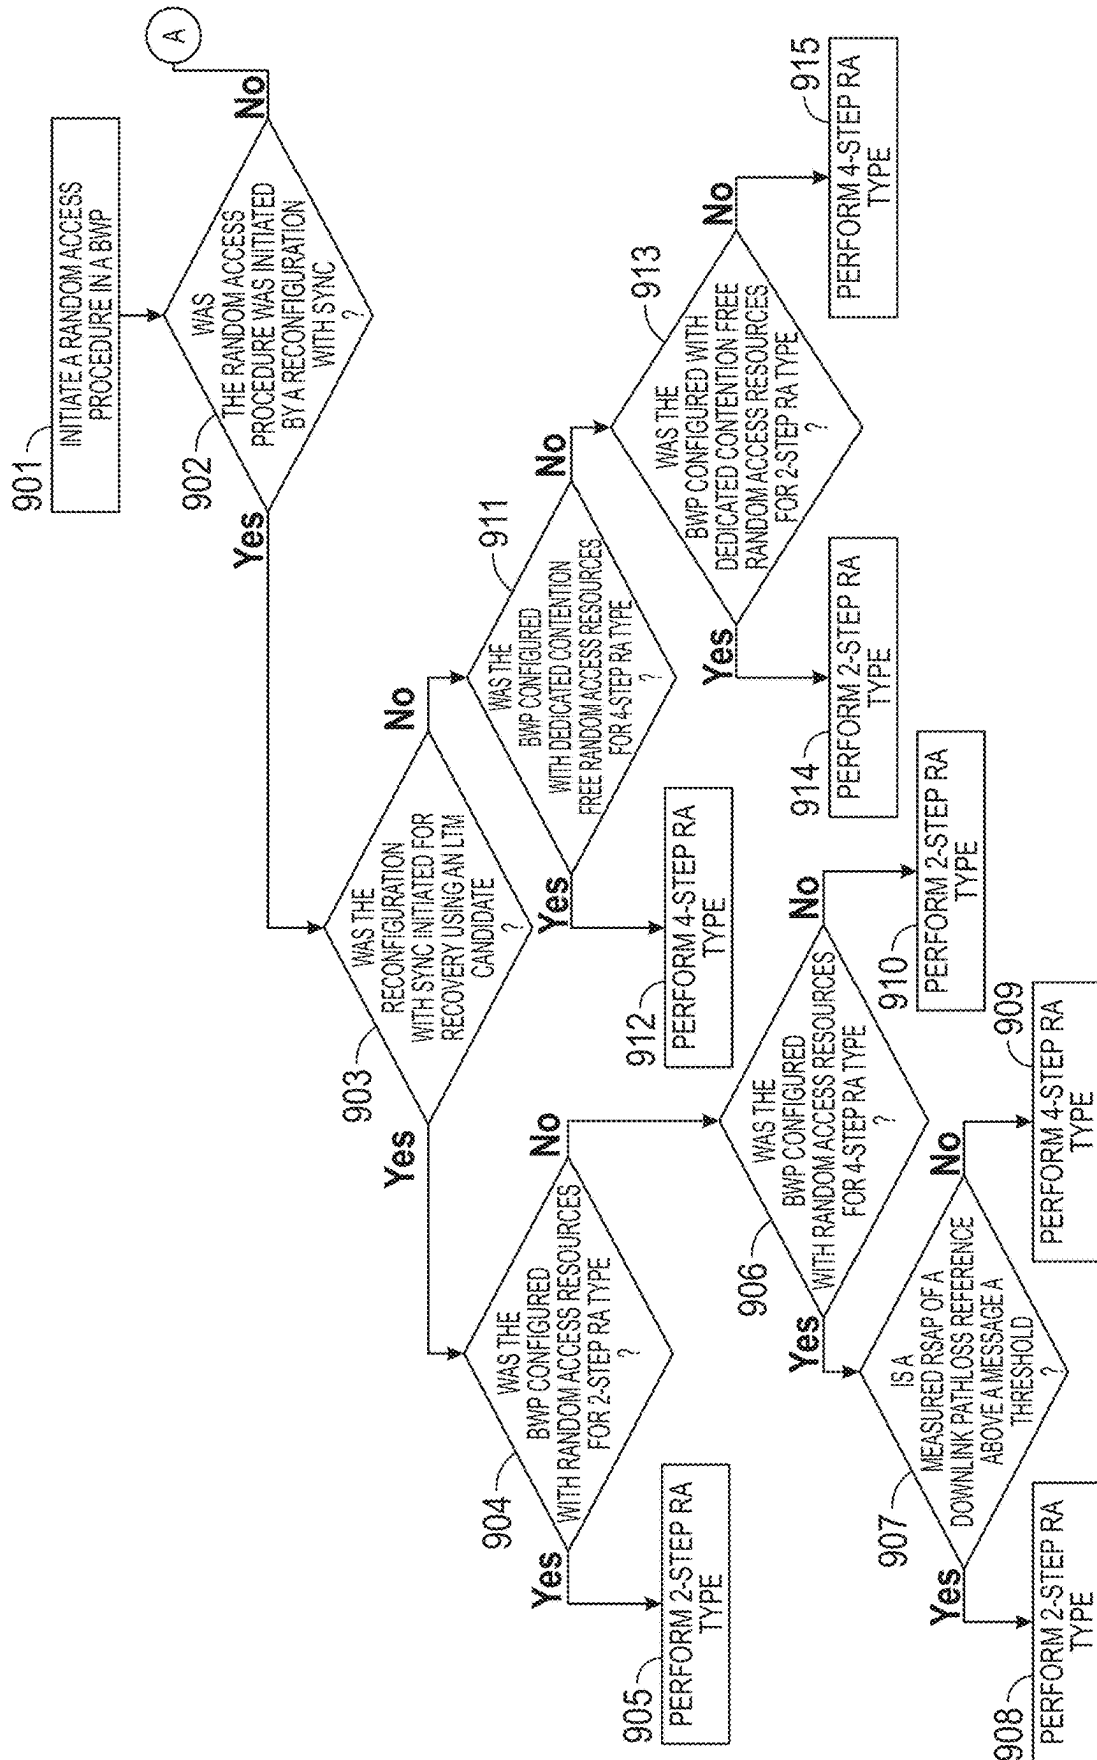 901
INITIATE A RANDOM ACCESS
PROCEDURE IN A BWP
902
WAS
THE RANDOM ACCESS
PROCEDURE WAS INITIATED
BY A RECONFIGURATION
WITH SYNC
?
Yes
No
A
903
WAS THE
RECONFIGURATION
WITH SYNC INITIATED FOR
RECOVERY USING AN LTM
CANDIDATE
?
Yes
No
904
WAS THE
BWP CONFIGURED
WITH RANDOM ACCESS RESOURCES
FOR 2-STEP RA TYPE
?
Yes
No
905
PERFORM 2-STEP RA
TYPE
906
WAS THE
BWP CONFIGURED
WITH RANDOM ACCESS RESOURCES
FOR 4-STEP RA TYPE
?
Yes
No
907
IS A
MEASURED RSAP OF A
DOWNLINK PATHLOSS REFERENCE
ABOVE A MESSAGE A
THRESHOLD
?
Yes
No
908
PERFORM 2-STEP RA
TYPE
909
PERFORM 4-STEP RA
TYPE
910
PERFORM 2-STEP RA
TYPE
911
WAS THE
BWP CONFIGURED
WITH DEDICATED CONTENTION
FREE RANDOM ACCESS RESOURCES
FOR 4-STEP RA TYPE
?
Yes
No
912
PERFORM 4-STEP RA
TYPE
913
WAS THE
BWP CONFIGURED WITH
DEDICATED CONTENTION FREE
RANDOM ACCESS RESOURCES
FOR 2-STEP RA TYPE
?
Yes
No
914
PERFORM 2-STEP RA
TYPE
915
PERFORM 4-STEP RA
TYPE